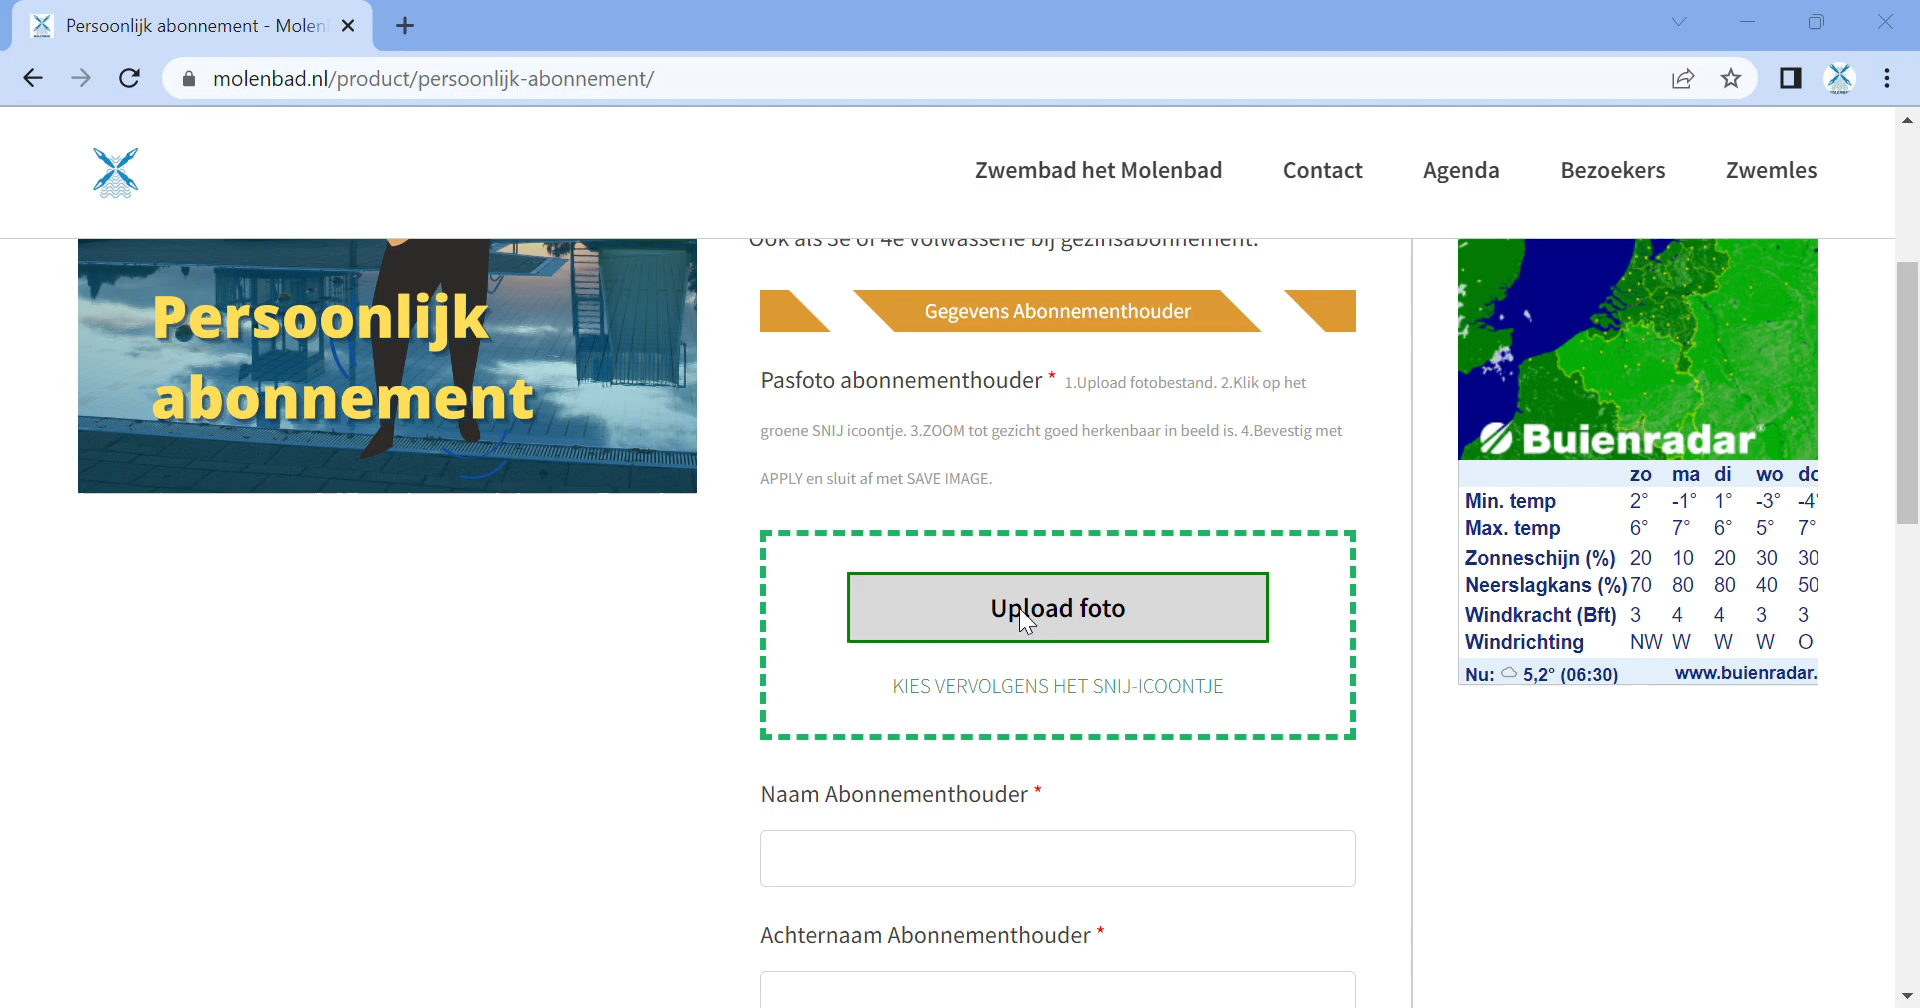 Persoonlijk abonnement - Molen
molenbad.nl/product/persoonlijk-abonnement/
Zwembad het Molenbad Contact Agenda Bezoekers Zwemles
Ook als 3e of 4e volwassene bij gezinsabonnement.
Persoonlijk
abonnement
Gegevens Abonnementhouder
Pasfoto abonnementhouder * 1.Upload fotobestand. 2.Klik op het
groene SNIJ icoontje. 3.ZOOM tot gezicht goed herkenbaar in beeld is. 4.Bevestig met
APPLY en sluit af met SAVE IMAGE.
Upload foto
KIES VERVOLGENS HET SNIJ-ICOONTJE
Naam Abonnementhouder *
Achternaam Abonnementhouder *
Buienradar
zo ma di wo do
Min. temp 2° -1° 1° -3° -4°
Max. temp 6° 7° 6° 5° 7°
Zonneschijn (%) 20 10 20 30 30
Neerslagkans (%) 70 80 80 40 50
Windkracht (Bft) 3 4 4 3 3
Windrichting NW W W W O
Nu: 5,2° (06:30) www.buienradar.